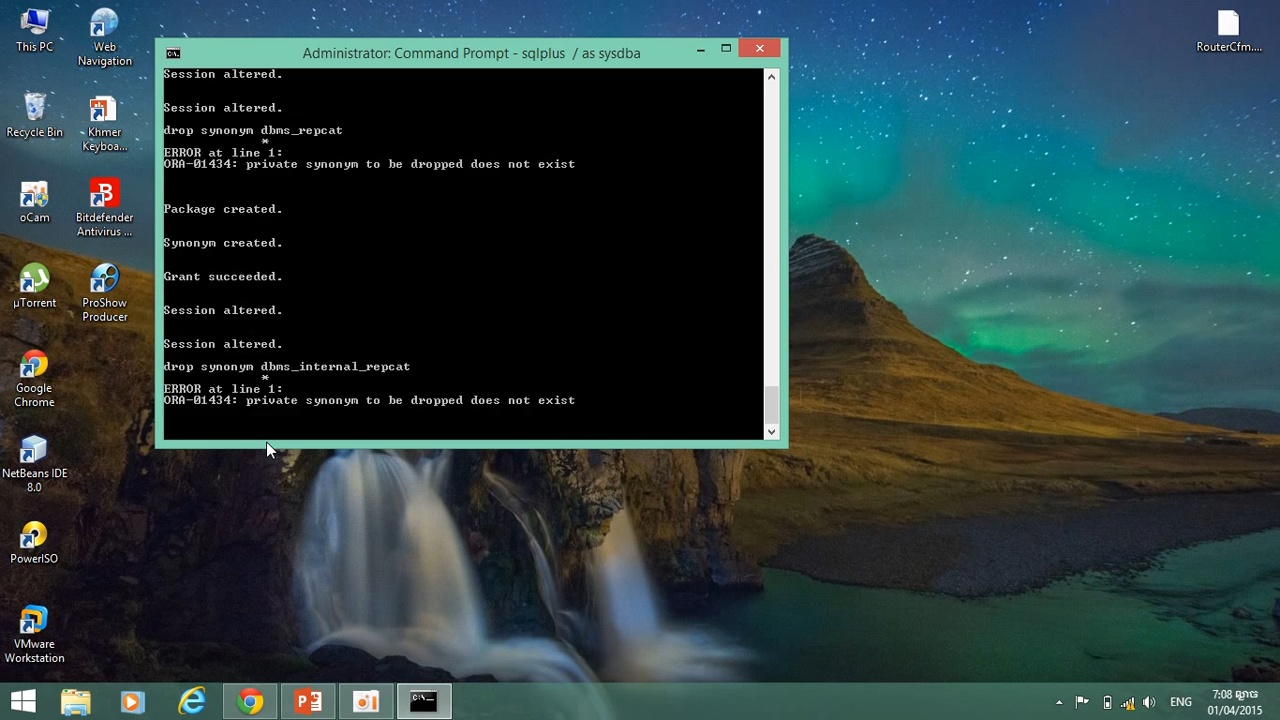 This PC
Web
Navigation
Recycle Bin
Khmer
Keyboa...
oCam
Bitdefender
Antivirus ...
µTorrent
ProShow
Producer
Google
Chrome
NetBeans IDE
8.0
PowerISO
VMware
Workstation
RouterCfm....
Administrator: Command Prompt - sqlplus / as sysdba
Session altered.
Session altered.
drop synonym dbms_repcat
*
ERROR at line 1:
ORA-01434: private synonym to be dropped does not exist
Package created.
Synonym created.
Grant succeeded.
Session altered.
Session altered.
drop synonym dbms_internal_repcat
*
ERROR at line 1:
ORA-01434: private synonym to be dropped does not exist
ENG
7:08 ល្ងាច
01/04/2015